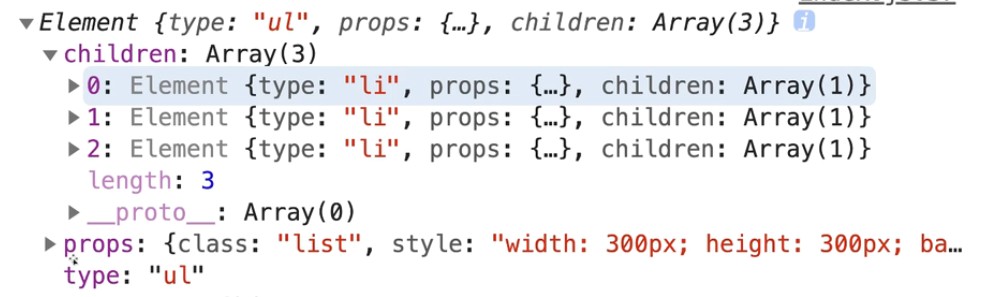 ▼Element {type: "ul", props: {…}, children: Array(3)} i
▼children: Array(3)
▶0: Element {type: "li", props: {…}, children: Array(1)}
▶1: Element {type: "li", props: {…}, children: Array(1)}
▶2: Element {type: "li", props: {…}, children: Array(1)}
length: 3
▶__proto__: Array(0)
▶props: {class: "list", style: "width: 300px; height: 300px; ba…
type: "ul"